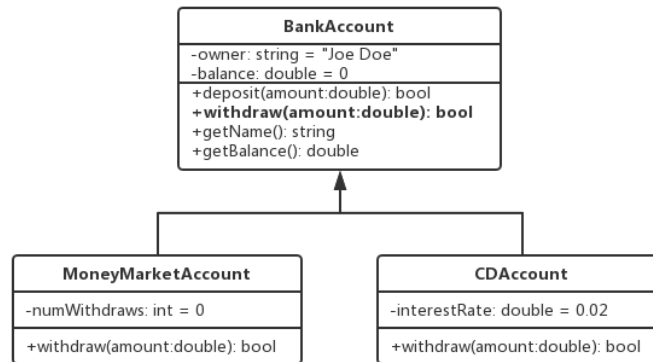 BankAccount
-owner: string = "Joe Doe"
-balance: double = 0
+deposit(amount:double): bool
+withdraw(amount:double): bool
+getName(): string
+getBalance(): double
MoneyMarketAccount
-numWithdraws: int = 0
+withdraw(amount:double): bool
CDAccount
-interestRate: double = 0.02
+withdraw(amount:double): bool